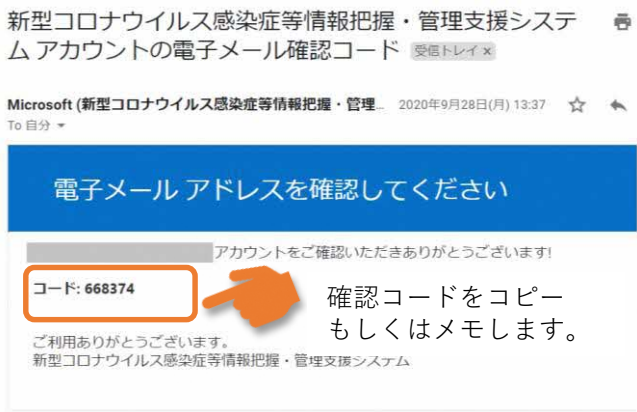 新型コロナウイルス感染症等情報把握・管理支援システ
ム アカウントの電子メール確認コード 受信トレイ ×
Microsoft (新型コロナウイルス感染症等情報把握・管理... 2020年9月28日(月) 13:37
To 自分
電子メール アドレスを確認してください
アカウントをご確認いただきありがとうございます!
コード: 668374
確認コードをコピー
もしくはメモします。
ご利用ありがとうございます。
新型コロナウイルス感染症等情報把握・管理支援システム